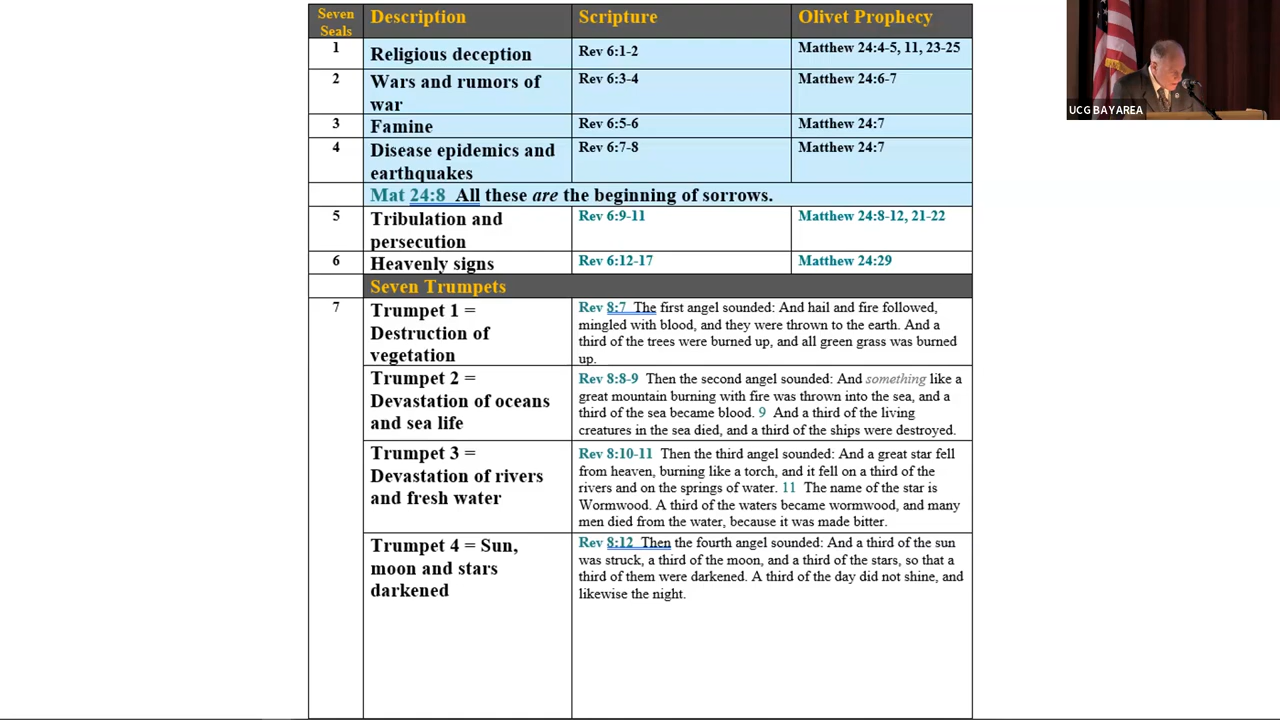 Seven Seals Description Scripture Olivet Prophecy
1 Religious deception Rev 6:1-2 Matthew 24:4-5, 11, 23-25
2 Wars and rumors of Rev 6:3-4 Matthew 24:6-7
war
3 Famine Rev 6:5-6 Matthew 24:7
4 Disease epidemics and Rev 6:7-8 Matthew 24:7
earthquakes
Mat 24:8 All these are the beginning of sorrows.
5 Tribulation and Rev 6:9-11 Matthew 24:8-12, 21-22
persecution
6 Heavenly signs Rev 6:12-17 Matthew 24:29
Seven Trumpets
7
Trumpet 1 =
Destruction of
vegetation
Rev 8:7 The first angel sounded: And hail and fire followed,
mingled with blood, and they were thrown to the earth. And a
third of the trees were burned up, and all green grass was burned
up.
Trumpet 2 =
Devastation of oceans
and sea life
Rev 8:8-9 Then the second angel sounded: And something like a
great mountain burning with fire was thrown into the sea, and a
third of the sea became blood. 9 And a third of the living
creatures in the sea died, and a third of the ships were destroyed.
Trumpet 3 =
Devastation of rivers
and fresh water
Rev 8:10-11 Then the third angel sounded: And a great star fell
from heaven, burning like a torch, and it fell on a third of the
rivers and on the springs of water. 11 The name of the star is
Wormwood. A third of the waters became wormwood, and many
men died from the water, because it was made bitter.
Trumpet 4 = Sun,
moon and stars
darkened
Rev 8:12 Then the fourth angel sounded: And a third of the sun
was struck, a third of the moon, and a third of the stars, so that a
third of them were darkened. A third of the day did not shine, and
likewise the night.
UCG BAY AREA